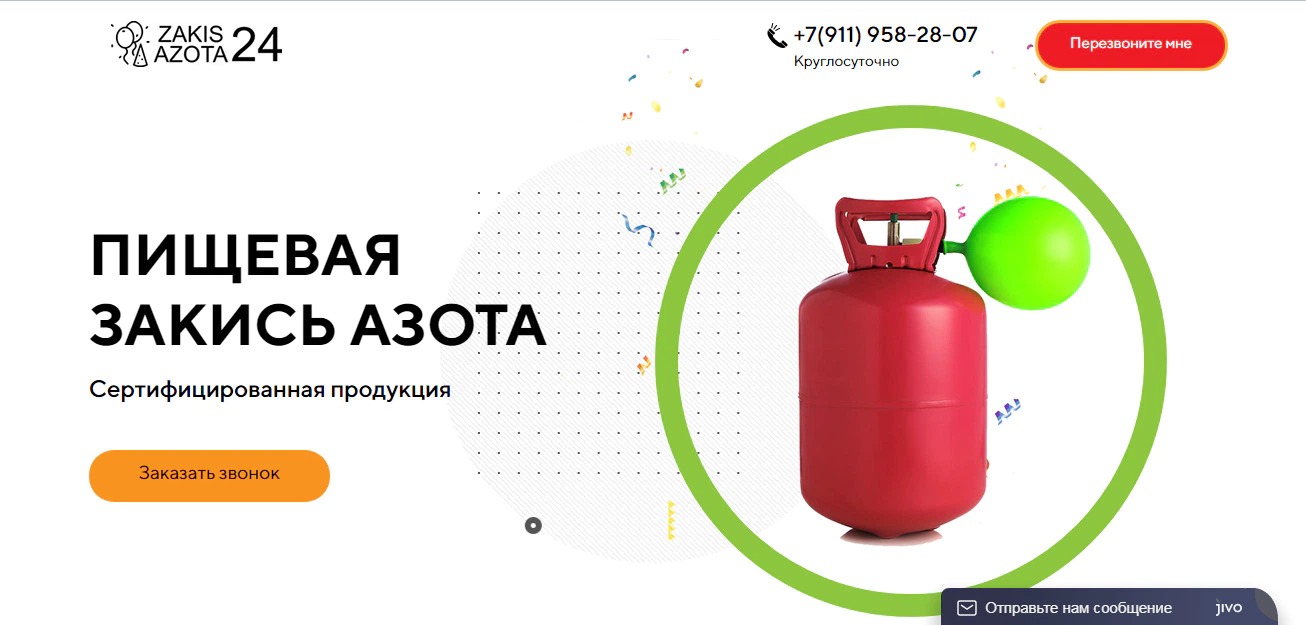 ZAKIS
AZOTA 24
+7(911) 958-28-07
Круглосуточно
Перезвоните мне
ПИЩЕВАЯ
ЗАКИСЬ АЗОТА
Сертифицированная продукция
Заказать звонок
Отправьте нам сообщение
jivo